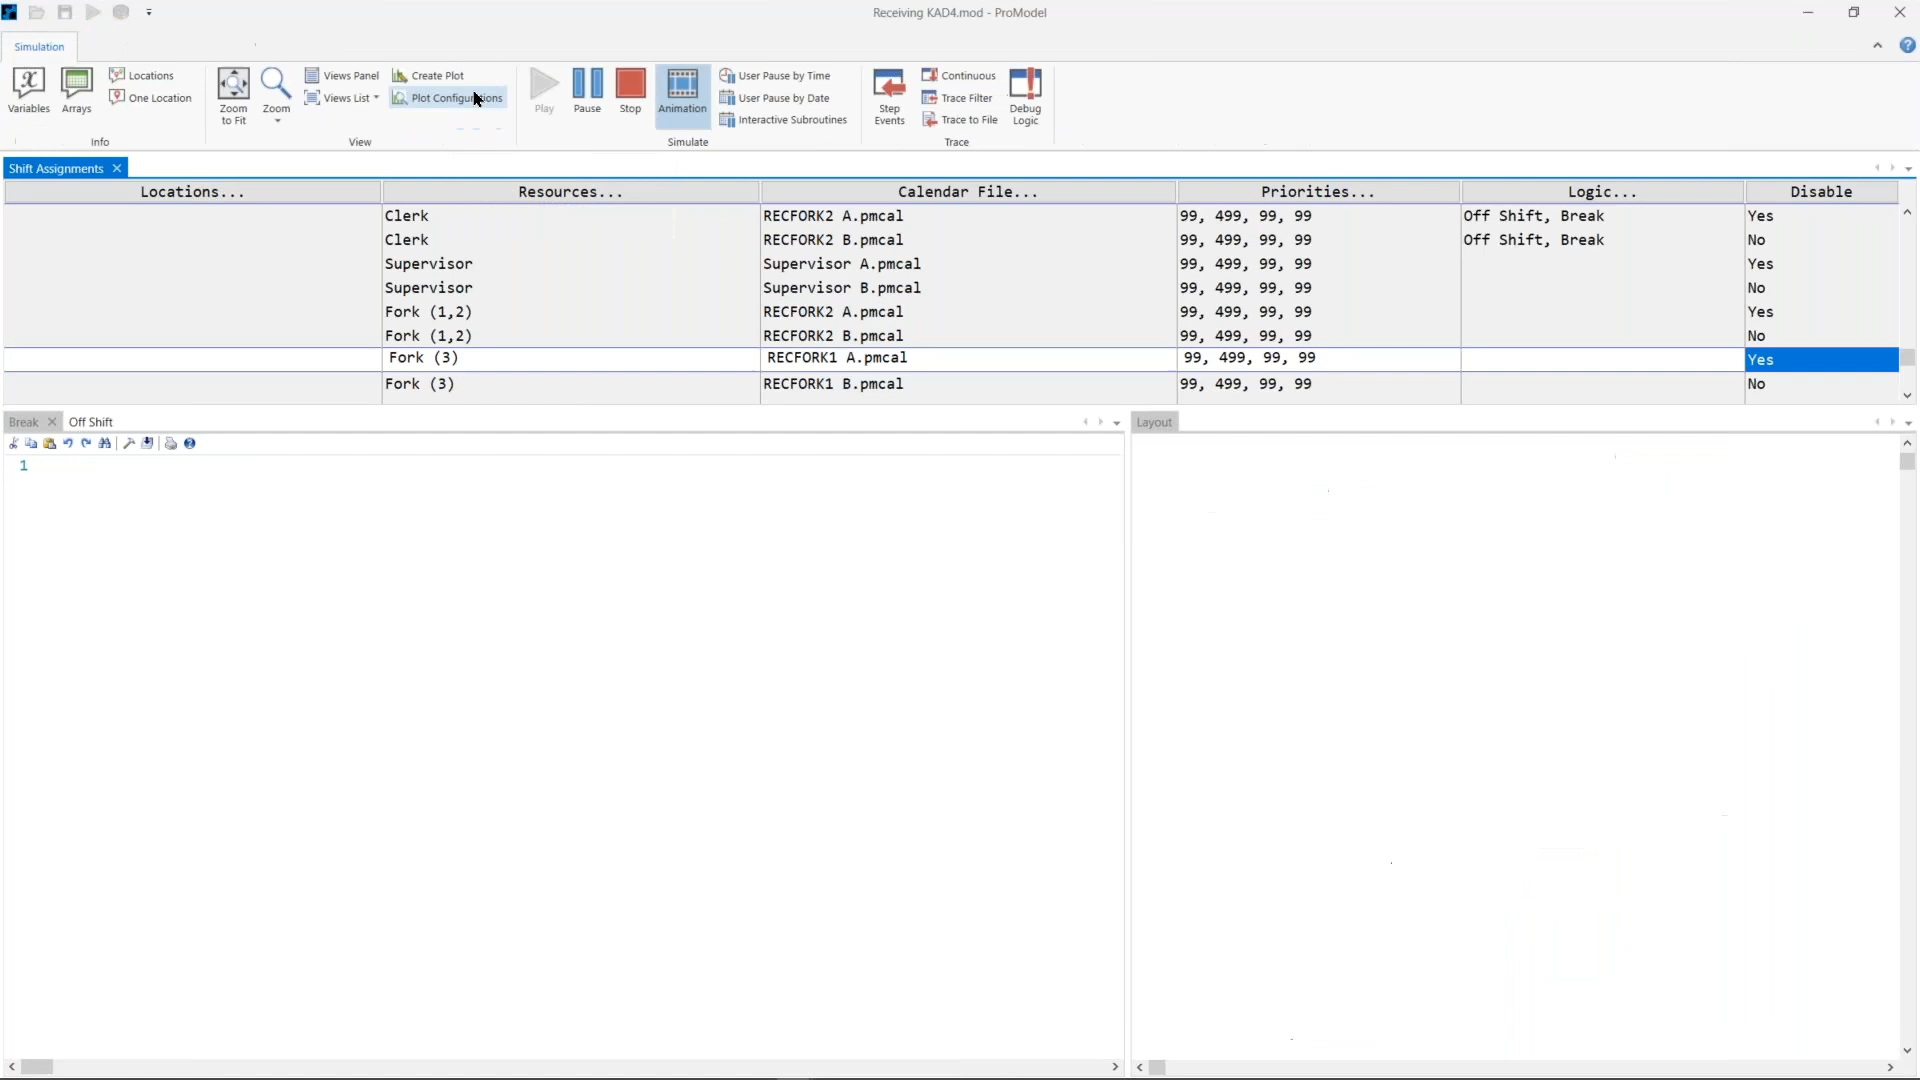 Receiving KAD4.mod - ProModel
Simulation
Variables
Arrays
Locations
One Location
Info
Zoom to Fit
Zoom
Views Panel
Views List
Create Plot
Plot Configurations
View
Play
Pause
Stop
Animation
User Pause by Time
User Pause by Date
Interactive Subroutines
Simulate
Step Events
Continuous
Trace Filter
Trace to File
Debug Logic
Trace
Shift Assignments
Locations... Resources... Calendar File... Priorities... Logic... Disable
Clerk RECFORK2 A.pmcal 99, 499, 99, 99 Off Shift, Break Yes
Clerk RECFORK2 B.pmcal 99, 499, 99, 99 Off Shift, Break No
Supervisor Supervisor A.pmcal 99, 499, 99, 99 Yes
Supervisor Supervisor B.pmcal 99, 499, 99, 99 No
Fork (1,2) RECFORK2 A.pmcal 99, 499, 99, 99 Yes
Fork (1,2) RECFORK2 B.pmcal 99, 499, 99, 99 No
Fork (3) RECFORK1 A.pmcal 99, 499, 99, 99 Yes
Fork (3) RECFORK1 B.pmcal 99, 499, 99, 99 No
Break Off Shift
Layout
1